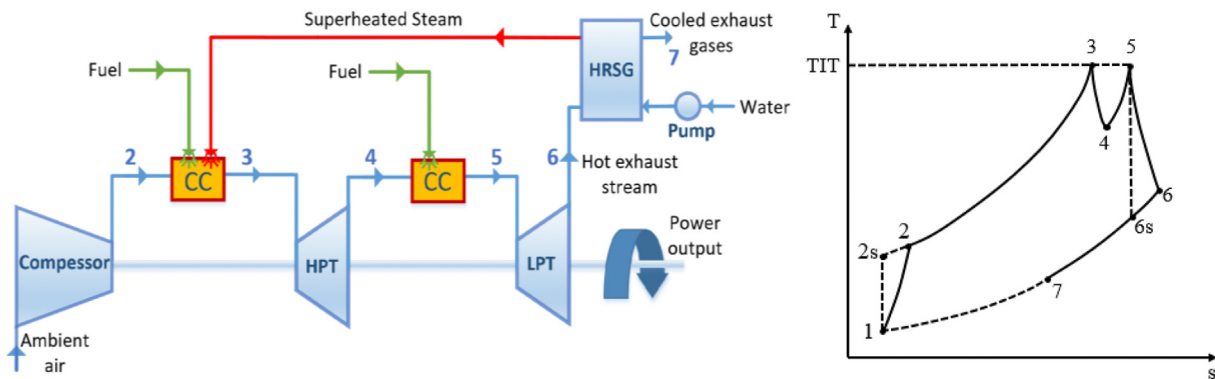 Superheated Steam
Cooled exhaust
gases
7
Fuel
Fuel
HRSG
Water
Pump
2
3
4
5
6
CC
CC
Hot exhaust
stream
Power
output
Compessor
HPT
LPT
Ambient
air
T
TIT
3
5
4
6
6s
2
2s
7
1
s